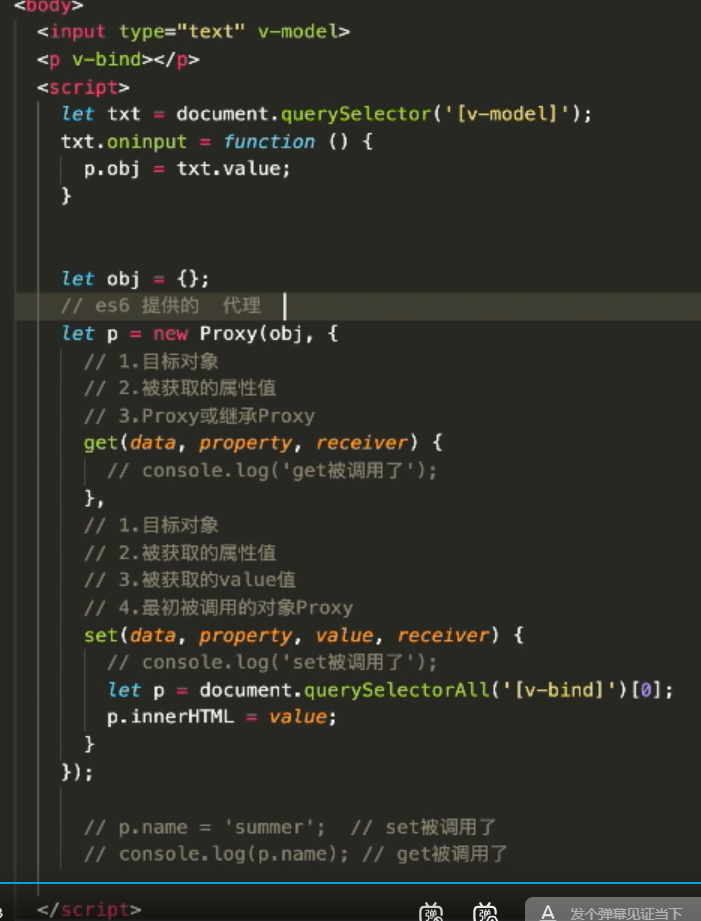 <body>
<input type="text" v-model>
<p v-bind></p>
<script>
let txt = document.querySelector('[v-model]');
txt.oninput = function () {
p.obj = txt.value;
}
let obj = {};
// es6 提供的 代理
let p = new Proxy(obj, {
// 1.目标对象
// 2.被获取的属性值
// 3.Proxy或继承Proxy
get(data, property, receiver) {
// console.log('get被调用了');
},
// 1.目标对象
// 2.被获取的属性值
// 3.被获取的value值
// 4.最初被调用的对象Proxy
set(data, property, value, receiver) {
// console.log('set被调用了');
let p = document.querySelectorAll('[v-bind]')[0];
p.innerHTML = value;
}
});
// p.name = 'summer'; // set被调用了
// console.log(p.name); // get被调用了
</script>
弹 弹 A 发个弹幕见证当下